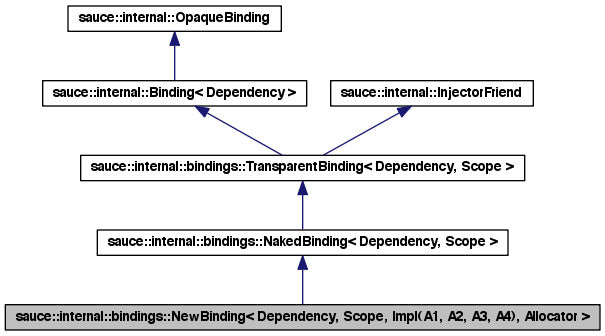 sauce::internal::OpaqueBinding
sauce::internal::Binding< Dependency >
sauce::internal::InjectorFriend
sauce::internal::bindings::TransparentBinding< Dependency, Scope >
sauce::internal::bindings::NakedBinding< Dependency, Scope >
sauce::internal::bindings::NewBinding< Dependency, Scope, Impl(A1, A2, A3, A4), Allocator >